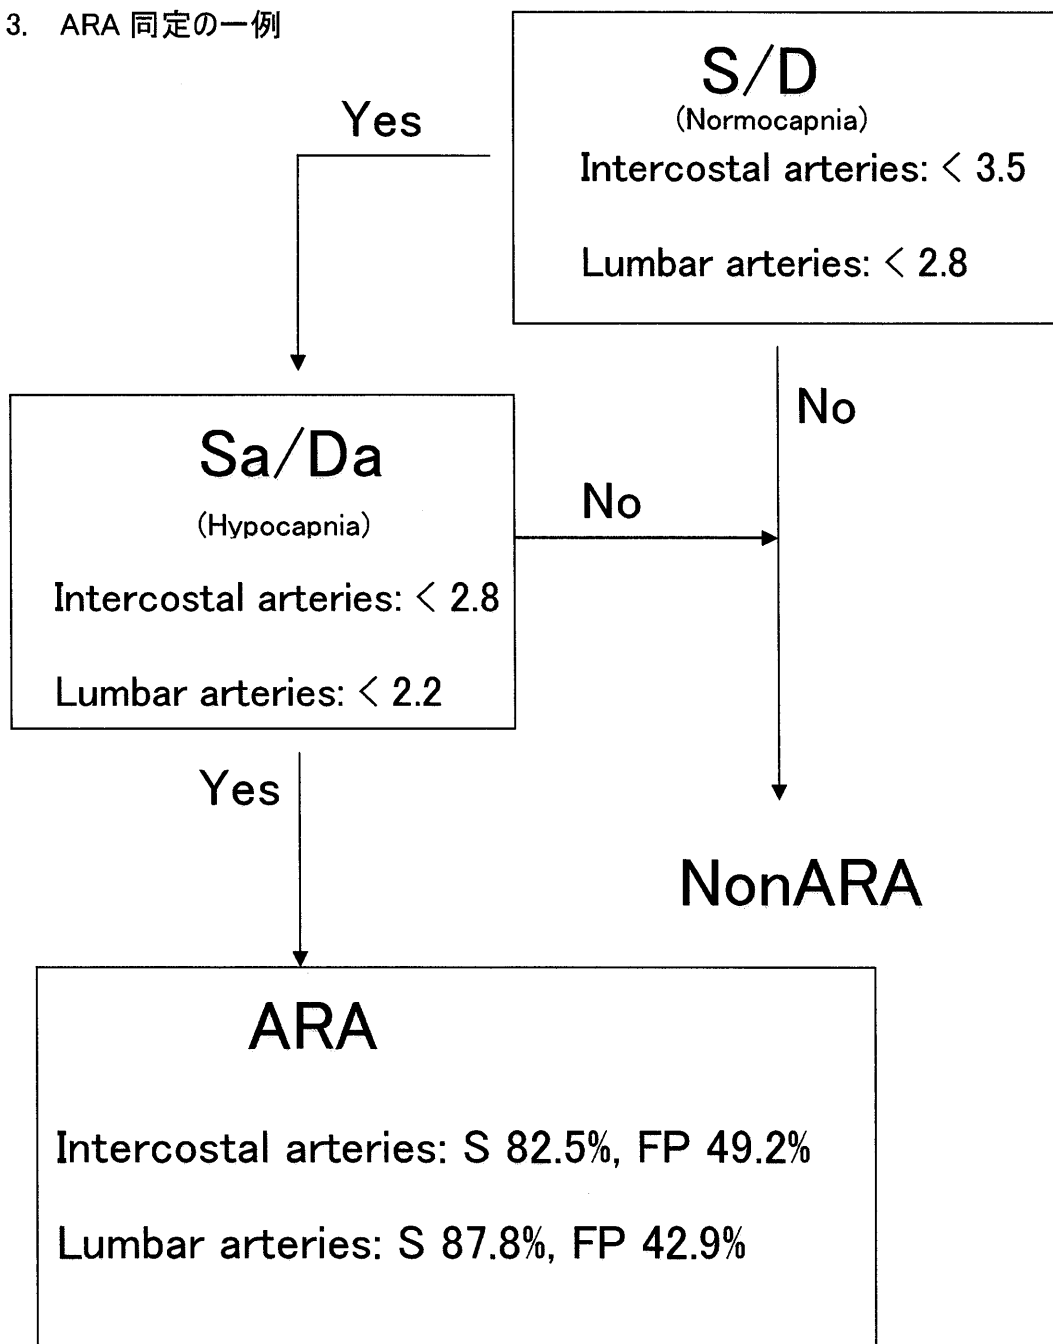 3. ARA 同定の一例
S/D
(Normocapnia)
Intercostal arteries: < 3.5
Lumbar arteries: < 2.8
Yes
No
Sa/Da
(Hypocapnia)
Intercostal arteries: < 2.8
Lumbar arteries: < 2.2
No
Yes
NonARA
ARA
Intercostal arteries: S 82.5%, FP 49.2%
Lumbar arteries: S 87.8%, FP 42.9%